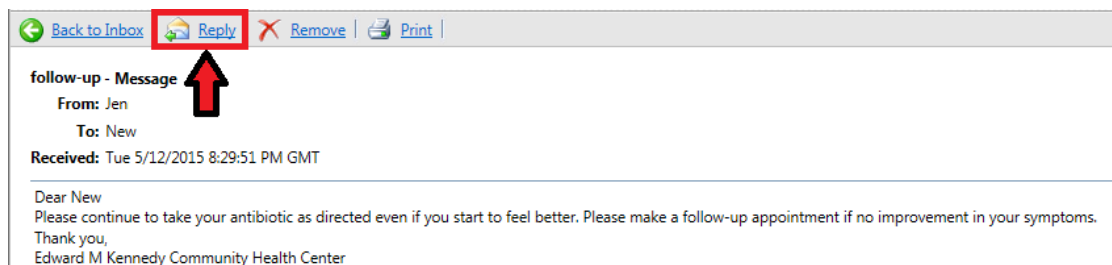 Back to Inbox Reply Remove Print
follow-up - Message
From: Jen
To: New
Received: Tue 5/12/2015 8:29:51 PM GMT
Dear New
Please continue to take your antibiotic as directed even if you start to feel better. Please make a follow-up appointment if no improvement in your symptoms.
Thank you,
Edward M Kennedy Community Health Center